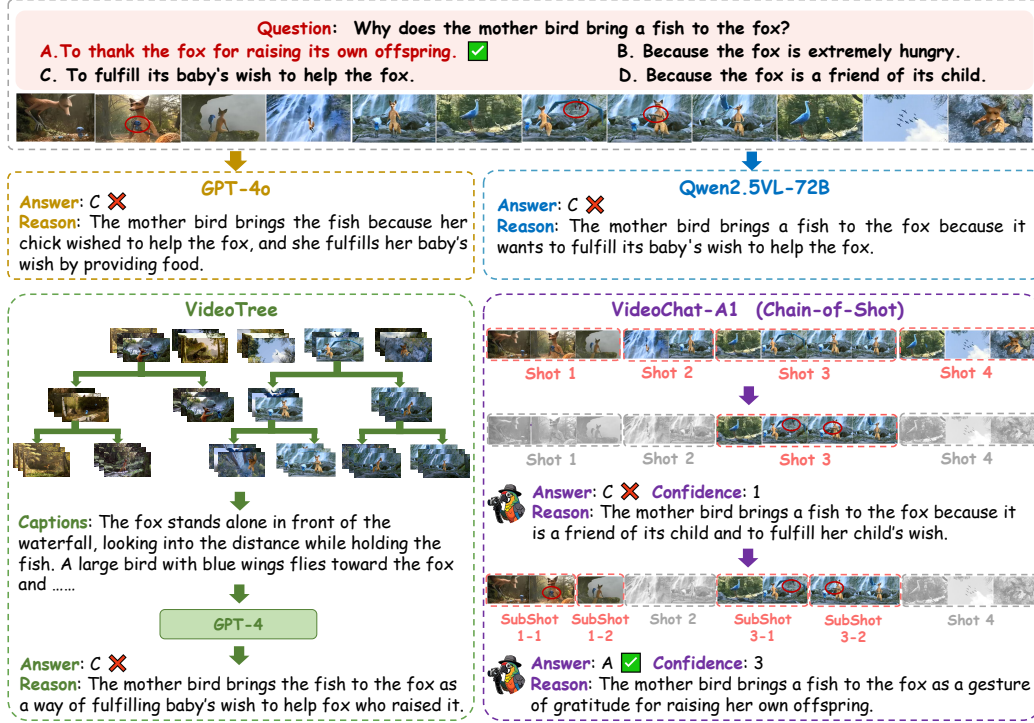 Question: Why does the mother bird bring a fish to the fox?
A.To thank the fox for raising its own offspring.
B. Because the fox is extremely hungry.
C. To fulfill its baby's wish to help the fox.
D. Because the fox is a friend of its child.
GPT-4o
Answer: C
Reason: The mother bird brings the fish because her
chick wished to help the fox, and she fulfills her baby's
wish by providing food.
Qwen2.5VL-72B
Answer: C
Reason: The mother bird brings a fish to the fox because it
wants to fulfill its baby's wish to help the fox.
VideoTree
Captions: The fox stands alone in front of the
waterfall, looking into the distance while holding the
fish. A large bird with blue wings flies toward the fox
and ......
GPT-4
Answer: C
Reason: The mother bird brings the fish to the fox as
a way of fulfilling baby's wish to help fox who raised it.
VideoChat-A1 (Chain-of-Shot)
Shot 1 Shot 2 Shot 3 Shot 4
Shot 1 Shot 2 Shot 3 Shot 4
Answer: C Confidence: 1
Reason: The mother bird brings a fish to the fox because it
is a friend of its child and to fulfill her child's wish.
SubShot 1-1
SubShot 1-2
Shot 2
SubShot 3-1
SubShot 3-2
Shot 4
Answer: A Confidence: 3
Reason: The mother bird brings a fish to the fox as a gesture
of gratitude for raising her own offspring.